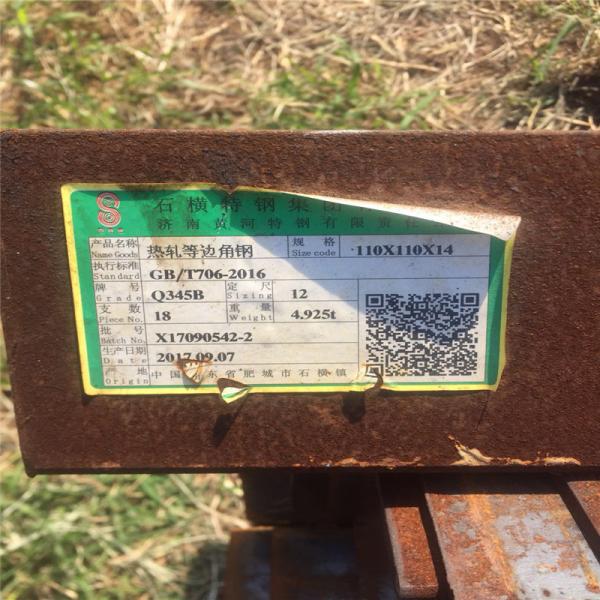 石横特钢集团
济南黄河特钢有限责任
产品名称 热轧等边角钢 规格 110X110X14
Name Goods Size code
执行标准 GB/T706-2016
Standard
牌号 Q345B 定尺 12
Grade Sizing
支数 18 重量 4.925t
Piece No. Weight
批号 X17090542-2
Batch No.
生产日期 2017.09.07
Date
产地 中国 东省肥城市石横镇
Origin